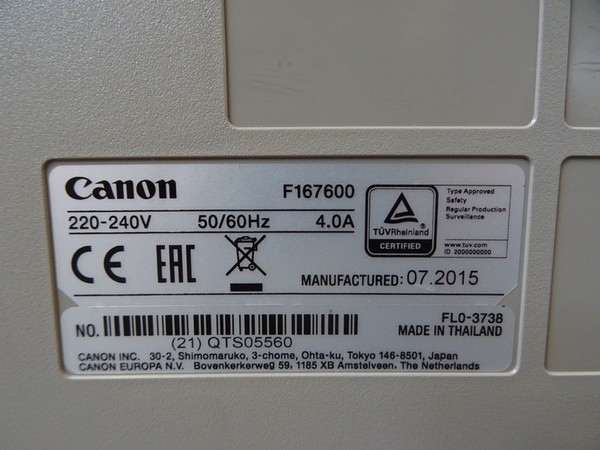 Canon F167600
220-240V 50/60Hz 4.0A
CE EAC
MANUFACTURED: 07.2015
TÜVRheinland
CERTIFIED
Type Approved
Safety
Regular Production
Surveillance
www.tuv.com
ID 2000000000
FL0-3738
NO. MADE IN THAILAND
(21) QTS05560
CANON INC. 30-2, Shimomaruko, 3-chome, Ohta-ku, Tokyo 146-8501, Japan
CANON EUROPA N.V. Bovenkerkerweg 59, 1185 XB Amstelveen, The Netherlands